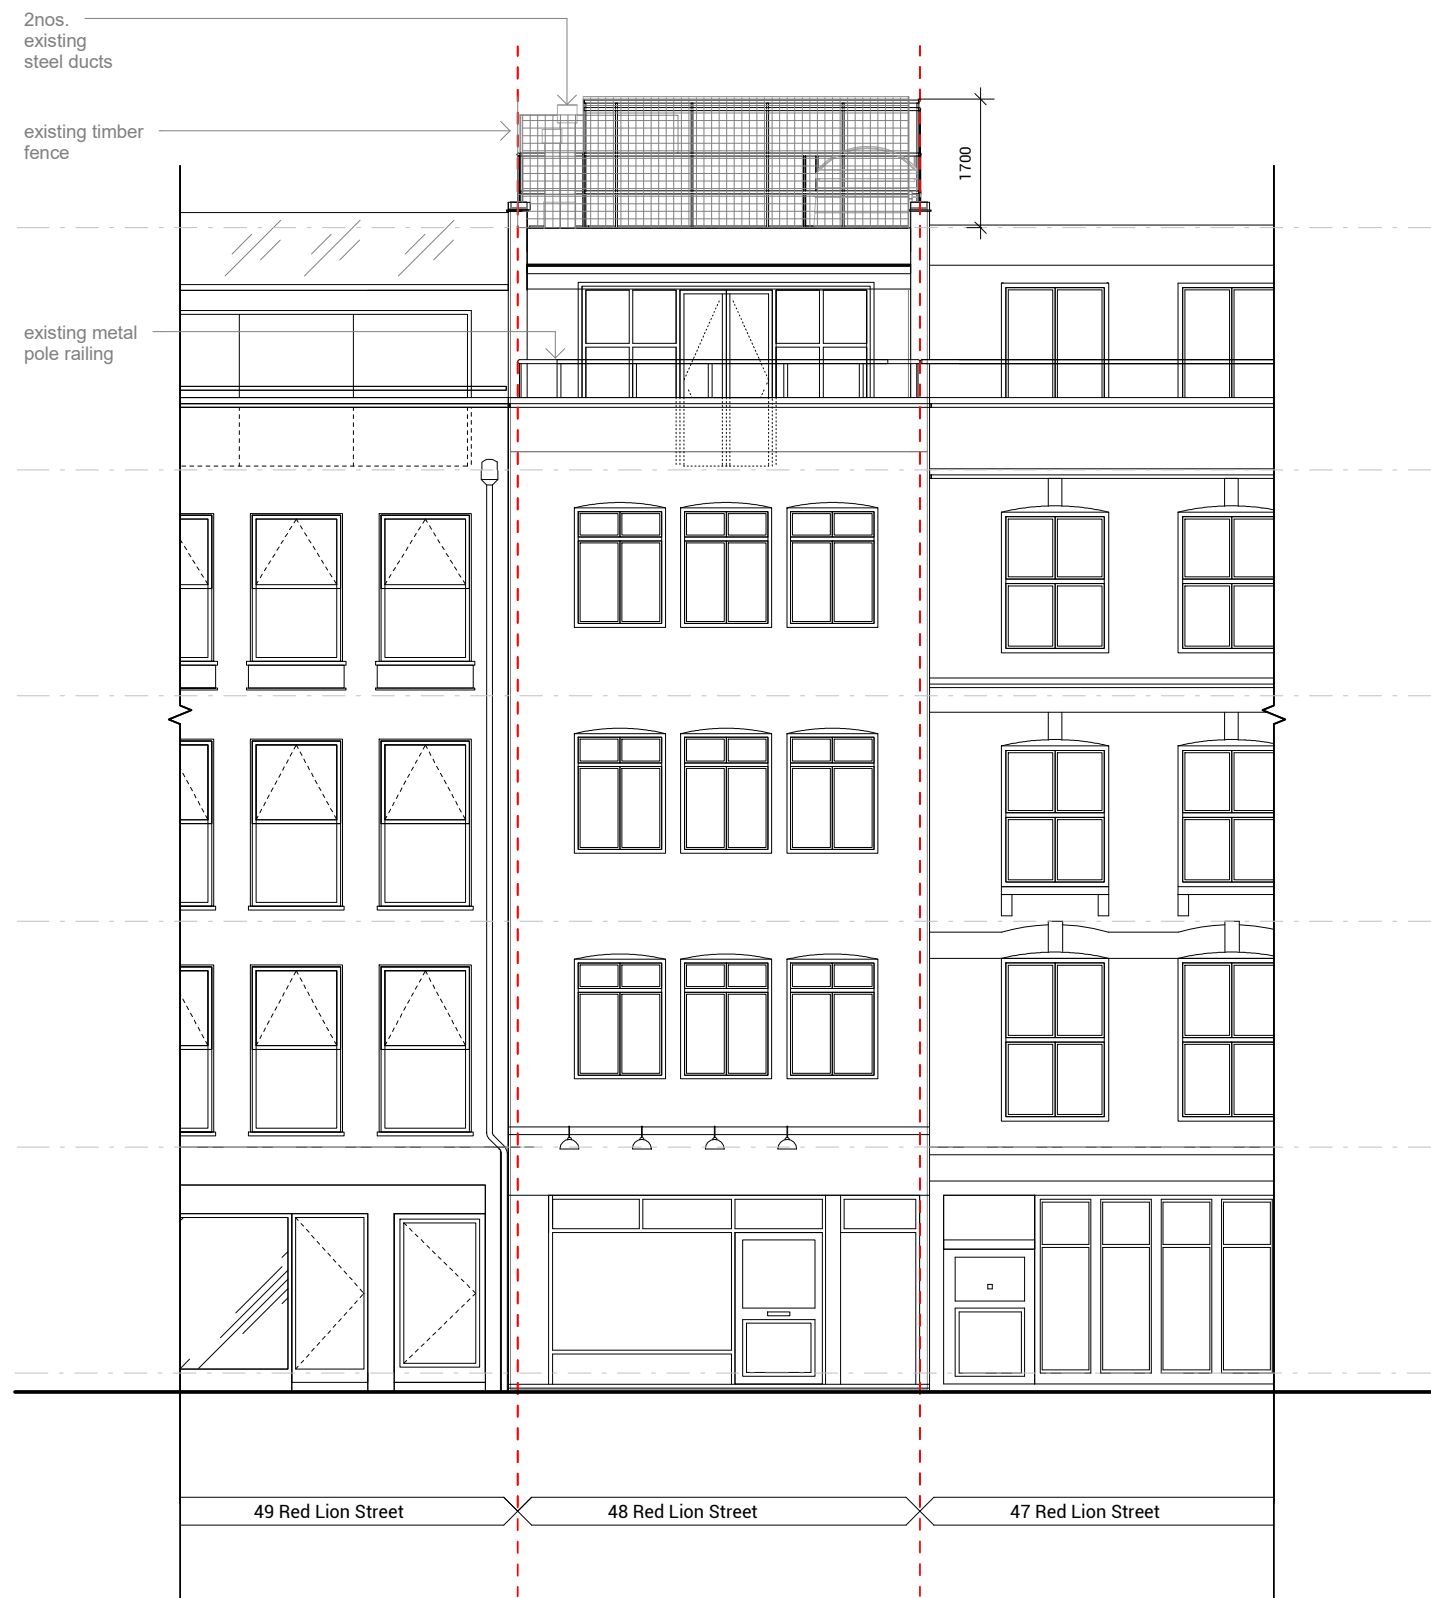 2nos.
existing
steel ducts
existing timber
fence
1700
existing metal
pole railing
49 Red Lion Street
48 Red Lion Street
47 Red Lion Street